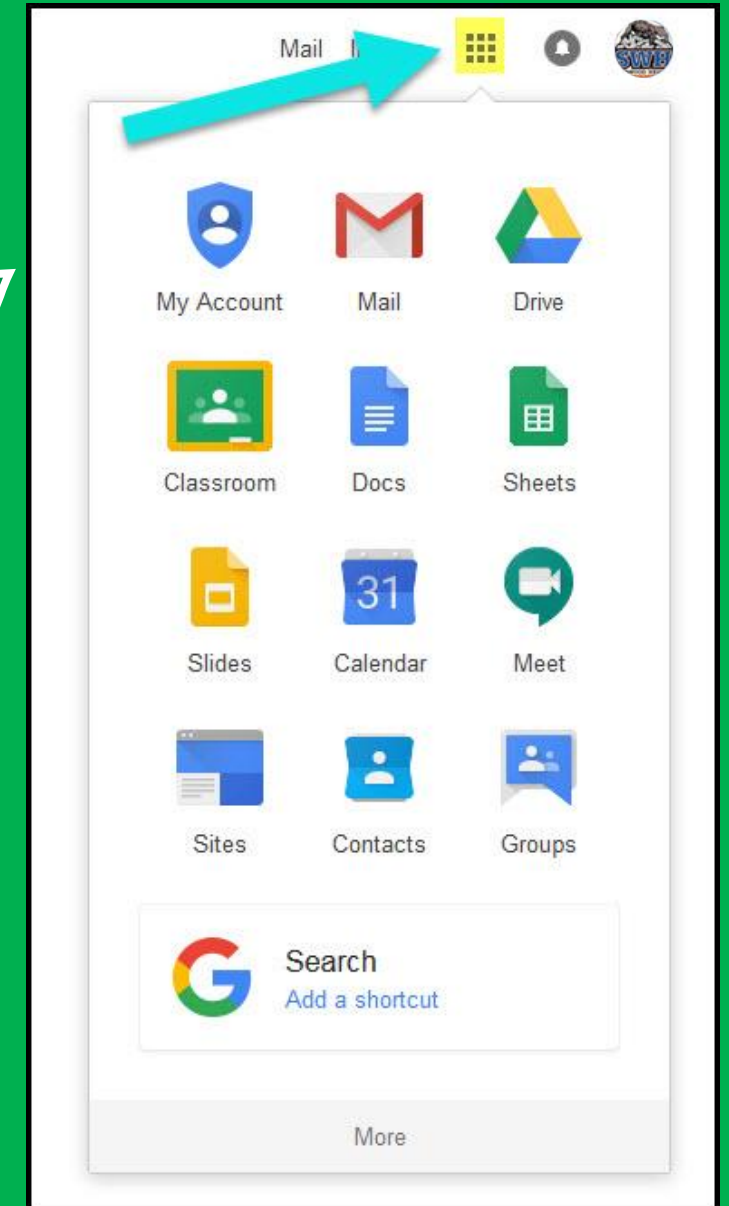 Mail
SWH
My Account Mail Drive
Classroom Docs Sheets
31
Slides Calendar Meet
Sites Contacts Groups
G
Search
Add a shortcut
More